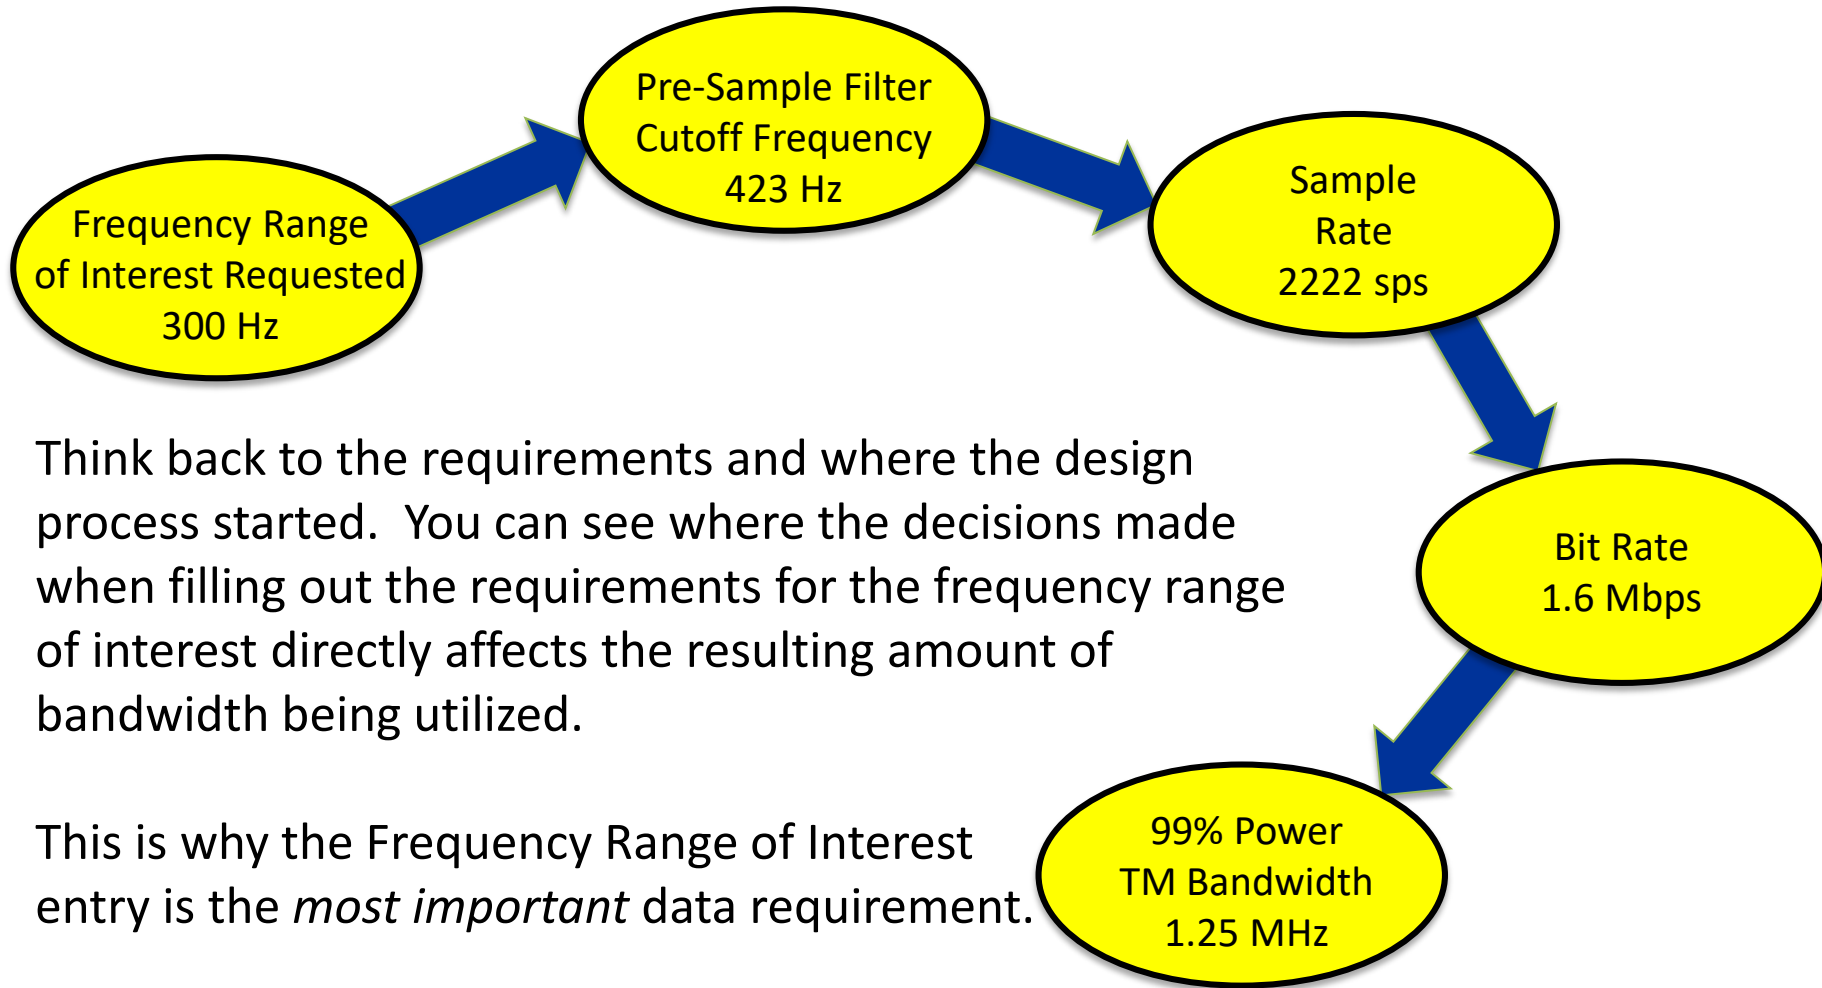 Pre-Sample Filter
Cutoff Frequency
423 Hz
Frequency Range
of Interest Requested
300 Hz
Sample
Rate
2222 sps
Bit Rate
1.6 Mbps
99% Power
TM Bandwidth
1.25 MHz
Think back to the requirements and where the design
process started.  You can see where the decisions made
when filling out the requirements for the frequency range
of interest directly affects the resulting amount of
bandwidth being utilized.
This is why the Frequency Range of Interest
entry is the most important data requirement.